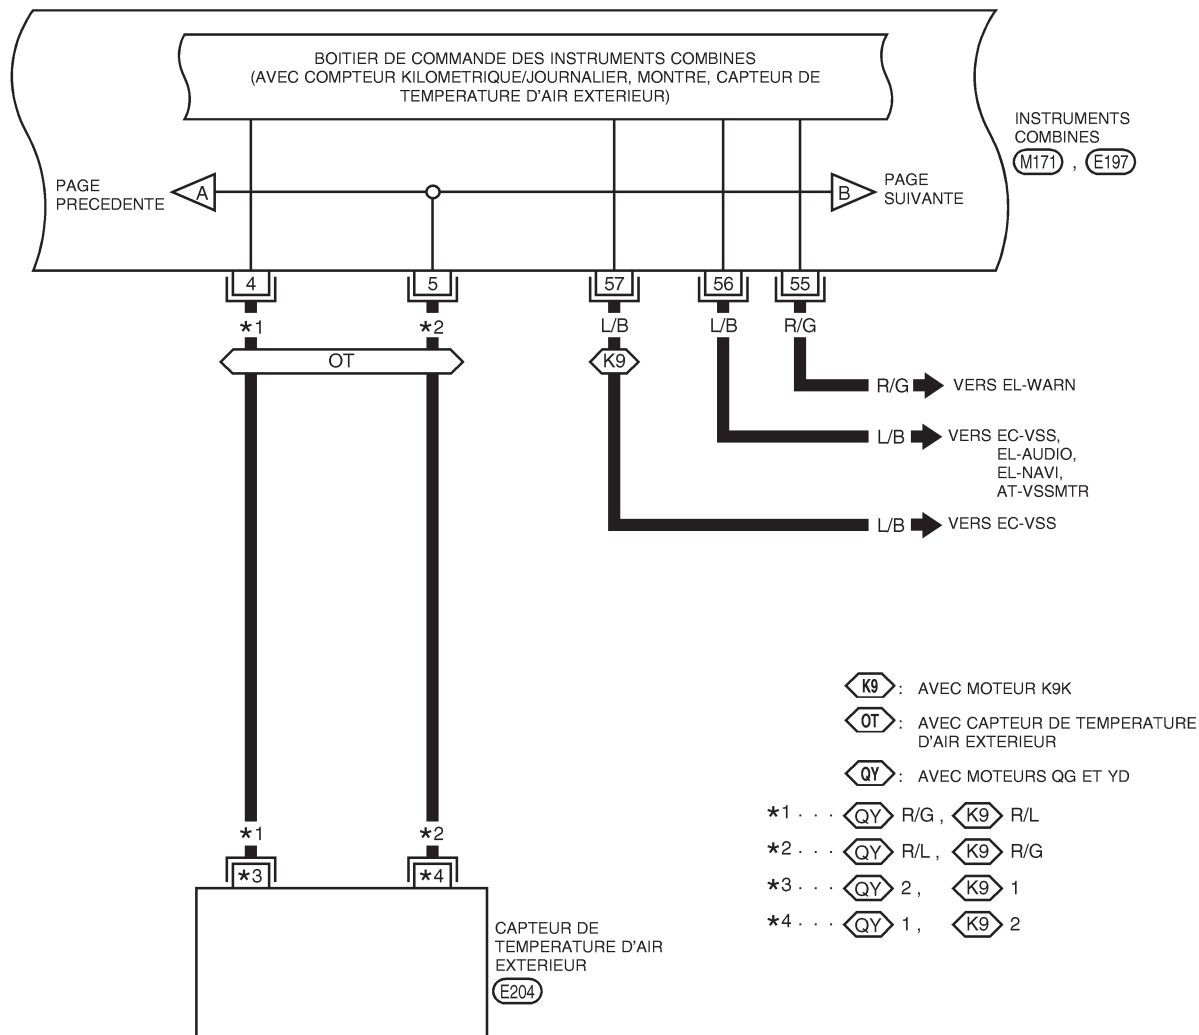 BOITIER DE COMMANDE DES INSTRUMENTS COMBINES
(AVEC COMPTEUR KILOMETRIQUE/JOURNALIER, MONTRE, CAPTEUR DE
TEMPERATURE D'AIR EXTERIEUR)
INSTRUMENTS
COMBINES
M171 , E197
PAGE
PRECEDENTE
A
B
PAGE
SUIVANTE
4 5 57 56 55
*1 *2 L/B L/B R/G
OT
K9
R/G VERS EL-WARN
L/B VERS EC-VSS,
EL-AUDIO,
EL-NAVI,
AT-VSSMTR
L/B VERS EC-VSS
K9 : AVEC MOTEUR K9K
OT : AVEC CAPTEUR DE TEMPERATURE
D'AIR EXTERIEUR
QY : AVEC MOTEURS QG ET YD
*1 · · · QY R/G , K9 R/L
*2 · · · QY R/L , K9 R/G
*3 · · · QY 2 , K9 1
*4 · · · QY 1 , K9 2
*1 *2
*3 *4
CAPTEUR DE
TEMPERATURE D'AIR
EXTERIEUR
E204